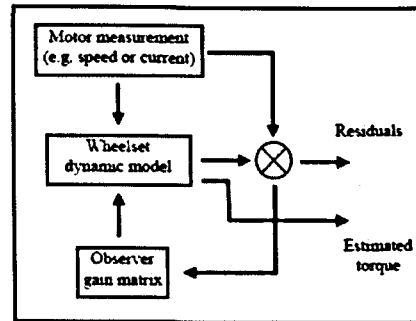 Motor measurement
(e.g. speed or current)
Residuals
Wheelset
dynamic model
Estimated
torque
Observer
gain matrix